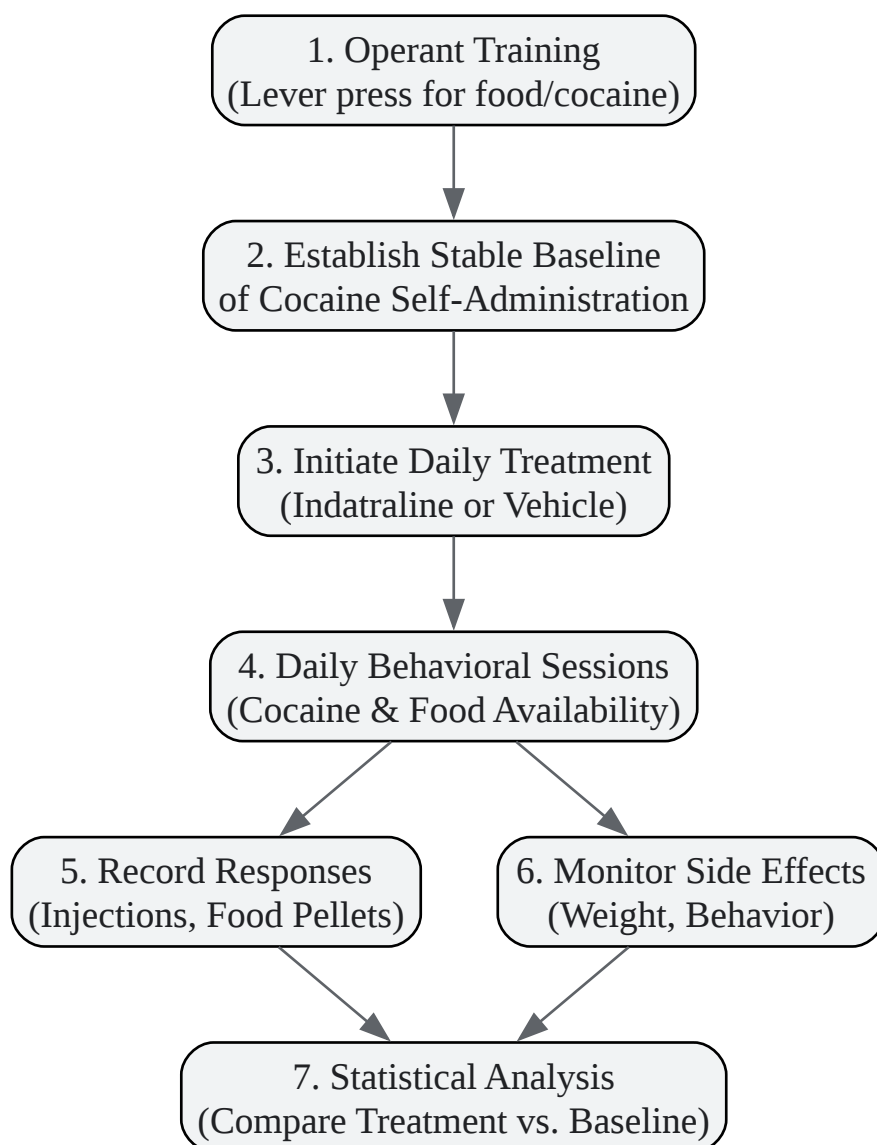 1. Operant Training
(Lever press for food/cocaine)
2. Establish Stable Baseline
of Cocaine Self-Administration
3. Initiate Daily Treatment
(Indatraline or Vehicle)
4. Daily Behavioral Sessions
(Cocaine & Food Availability)
5. Record Responses
(Injections, Food Pellets)
6. Monitor Side Effects
(Weight, Behavior)
7. Statistical Analysis
(Compare Treatment vs. Baseline)